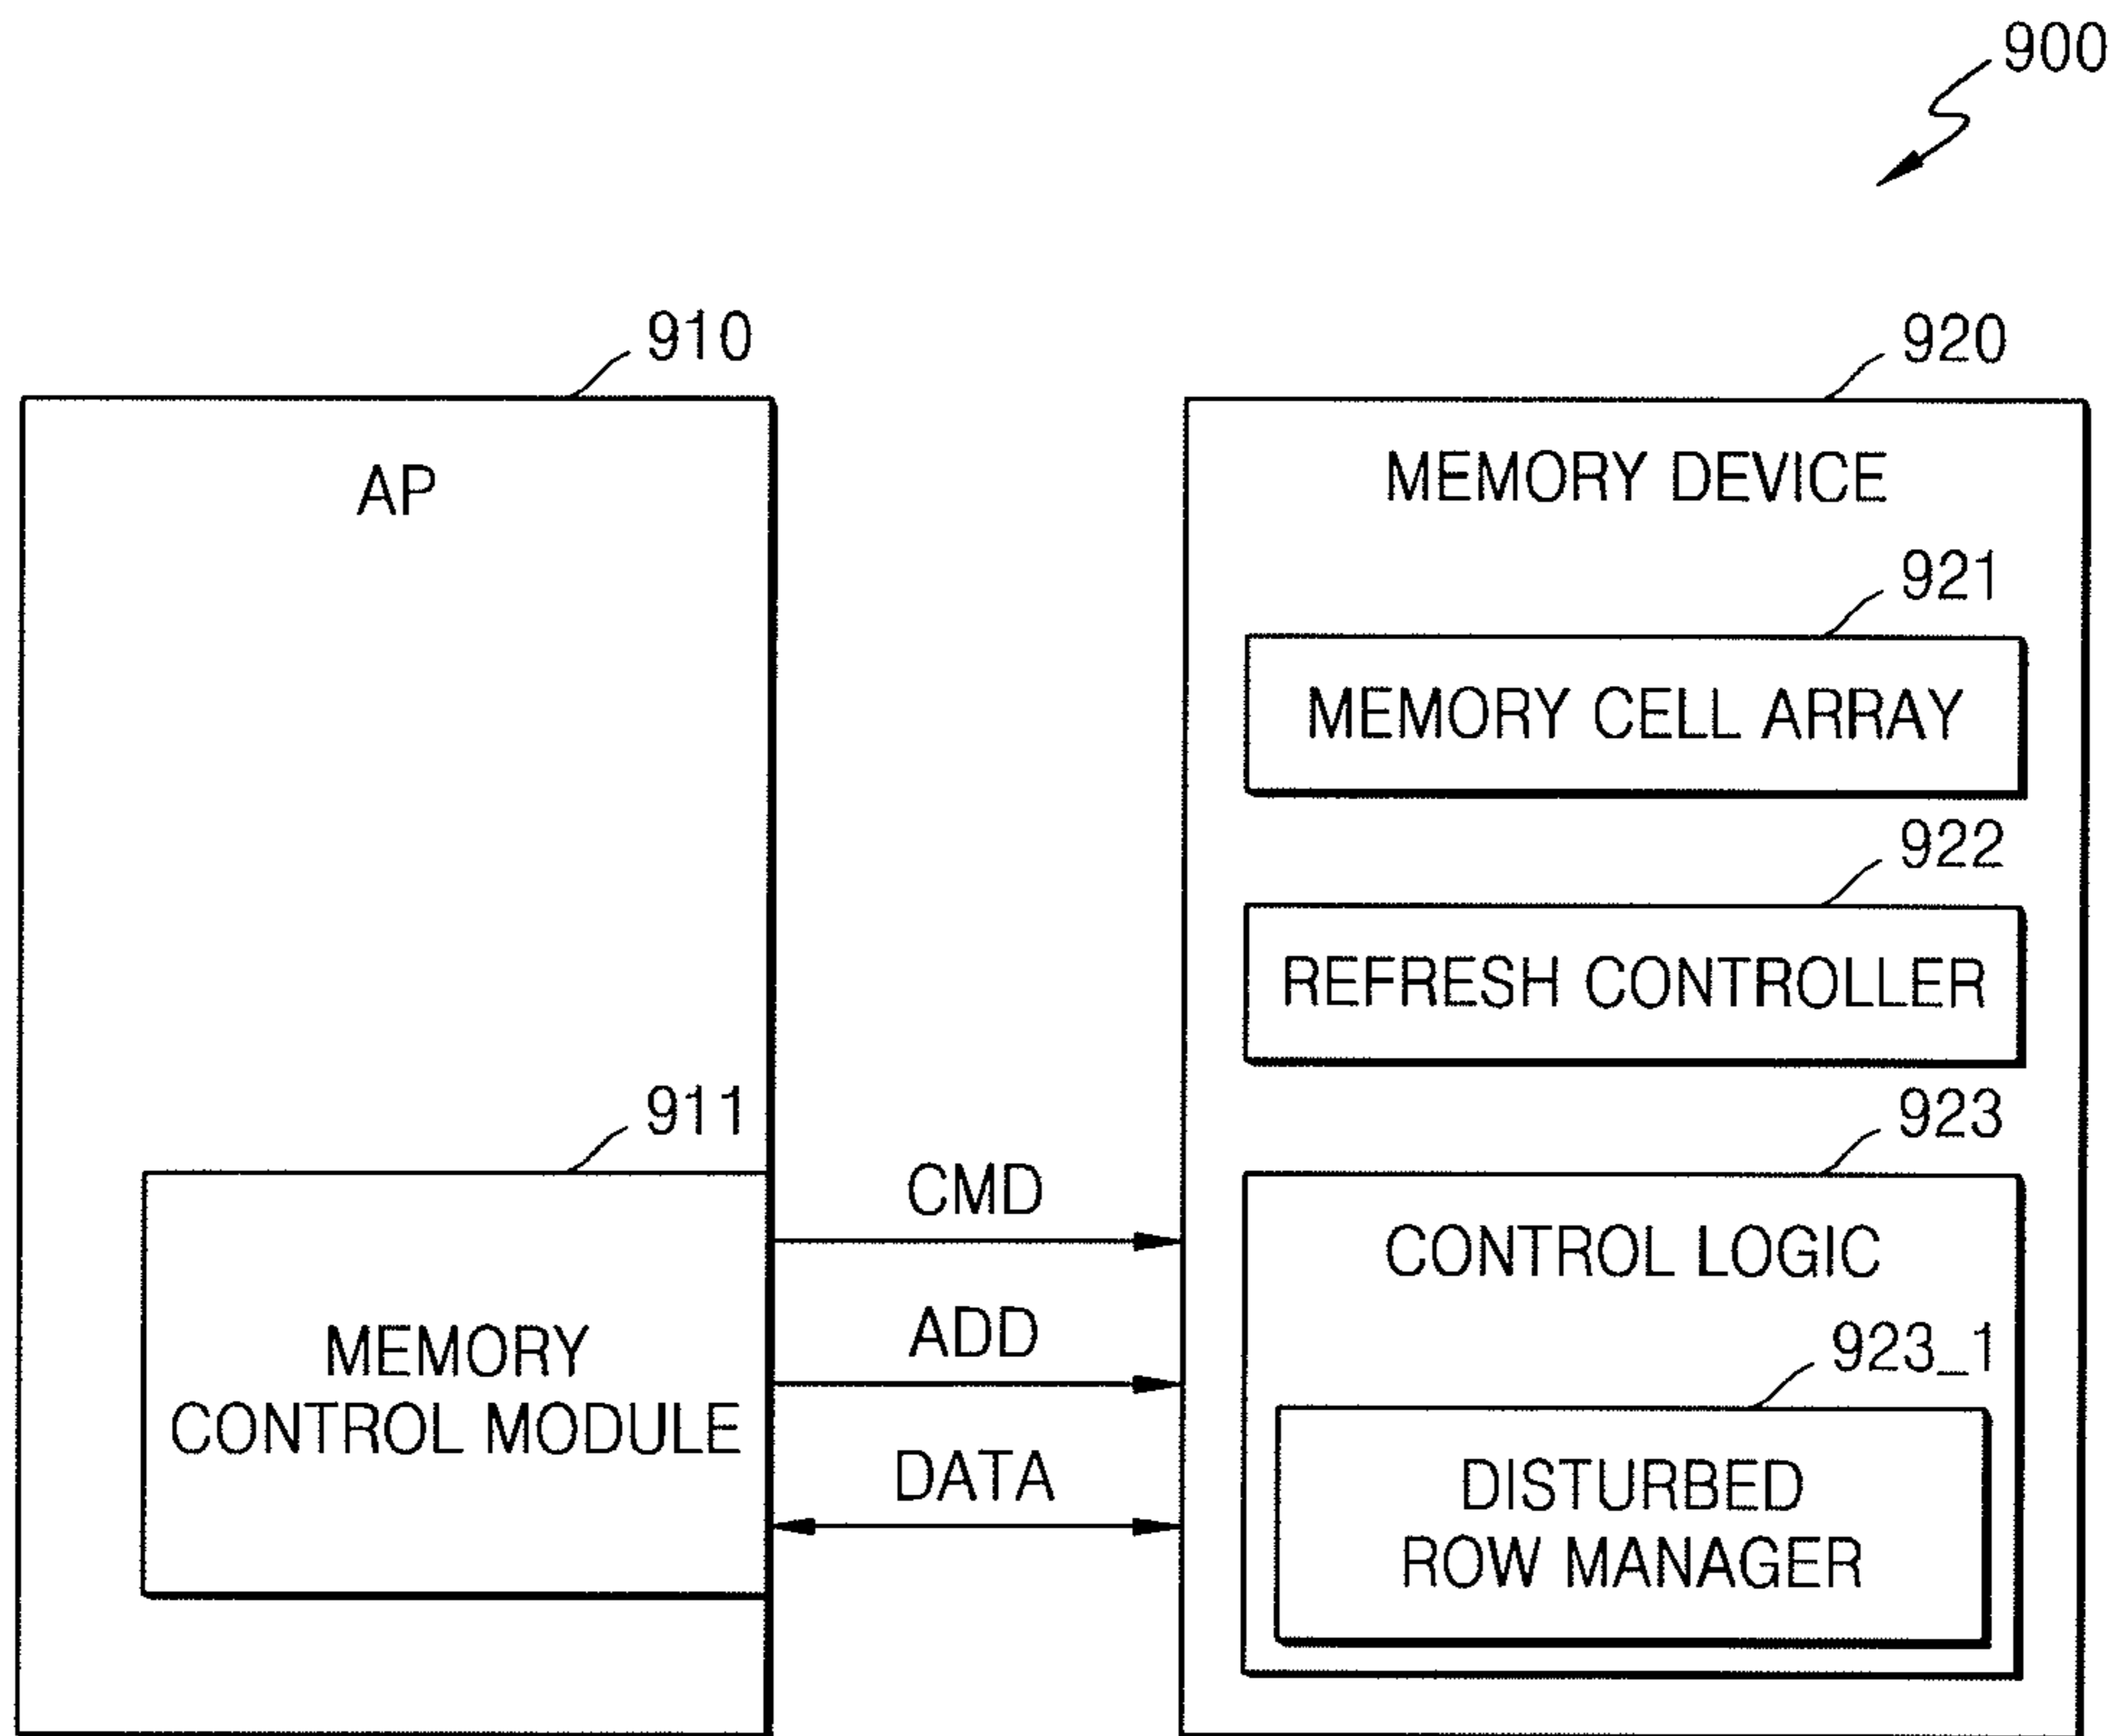 900
910
AP
911
MEMORY
CONTROL MODULE
CMD
ADD
DATA
920
MEMORY DEVICE
921
MEMORY CELL ARRAY
922
REFRESH CONTROLLER
923
CONTROL LOGIC
923_1
DISTURBED
ROW MANAGER